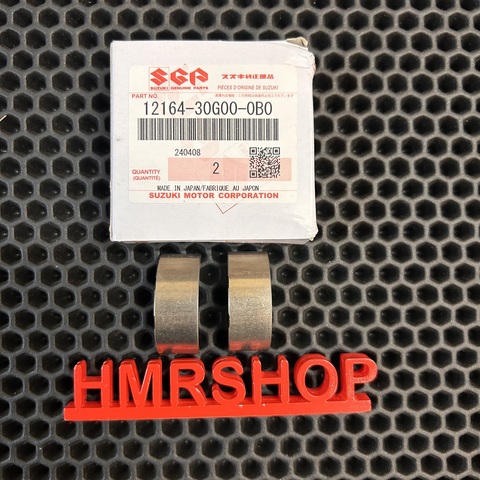 SGP
スズキ純正部品
SUZUKI GENUINE PARTS
PIÈCES D'ORIGINE DE SUZUKI
PART NO.
12164-30G00-0B0
240408
QUANTITY
(QUANTITÉ)
2
MADE IN JAPAN/FABRIQUÉ AU JAPON
SUZUKI MOTOR CORPORATION
HMRSHOP